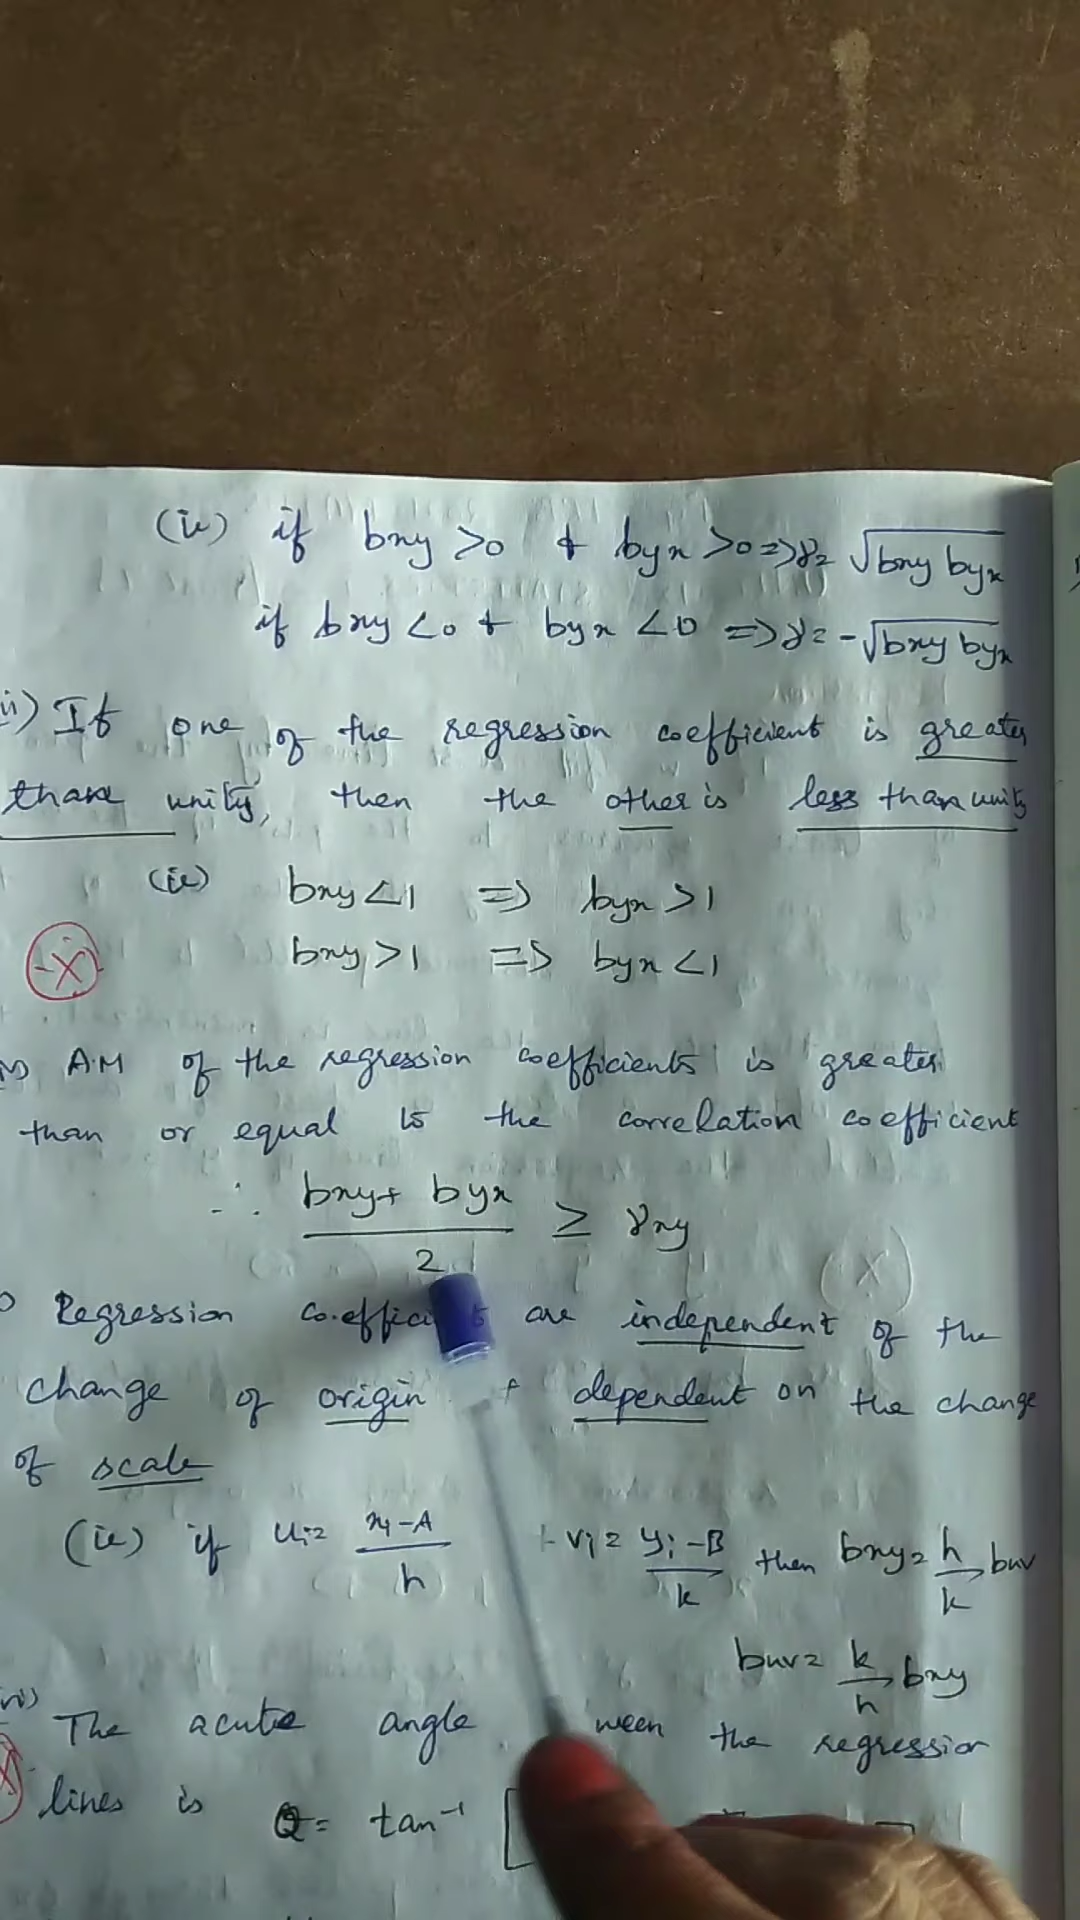 (ie) if bxy >0 & byx >0 => r = √bxy byx
if bxy <0 & byx <0 => r = -√bxy byx
ii) If one of the regression coefficient is greater
than unity, then the other is less than unity
(ie) bxy <1 => byx >1
bxy >1 => byx <1
A.M of the regression coefficients is greater
than or equal to the correlation coefficient
∴ bxy + byx / 2 ≥ rxy
Regression are independent of the
change of origin & dependent on the change
of scale
(ie) if ui = xi - A / h vi = yi - B / k then bxy = h/k buv
buv = k/h bxy
vi) The acute angle ween the regression
lines is θ = tan-1 [